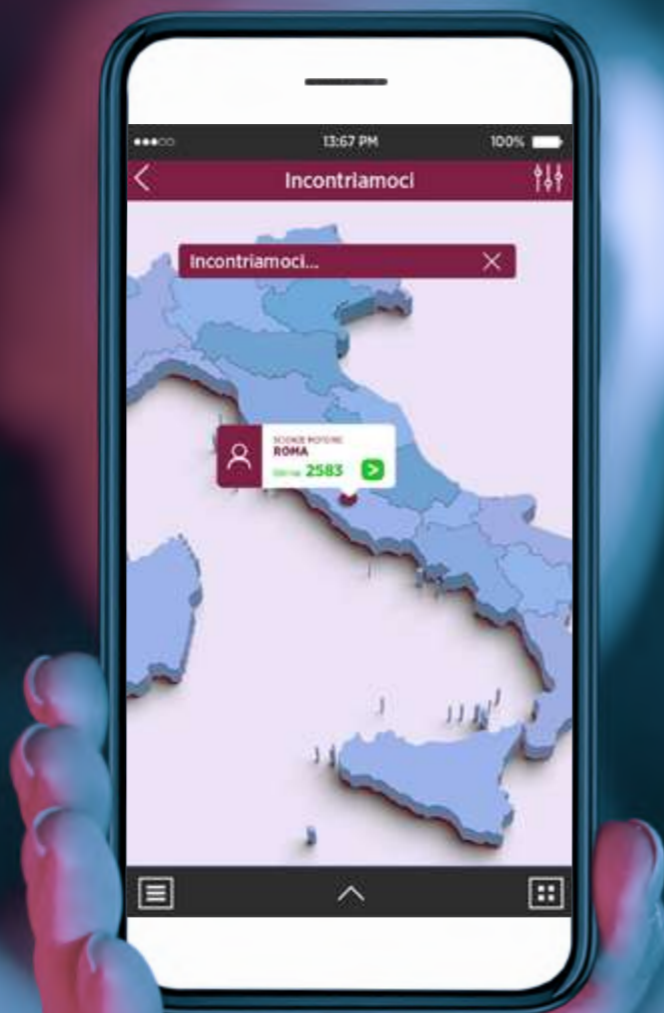 13:67 PM
100%
Incontriamoci
Incontriamoci...
SCIENZE MOTORIE
ROMA
2583